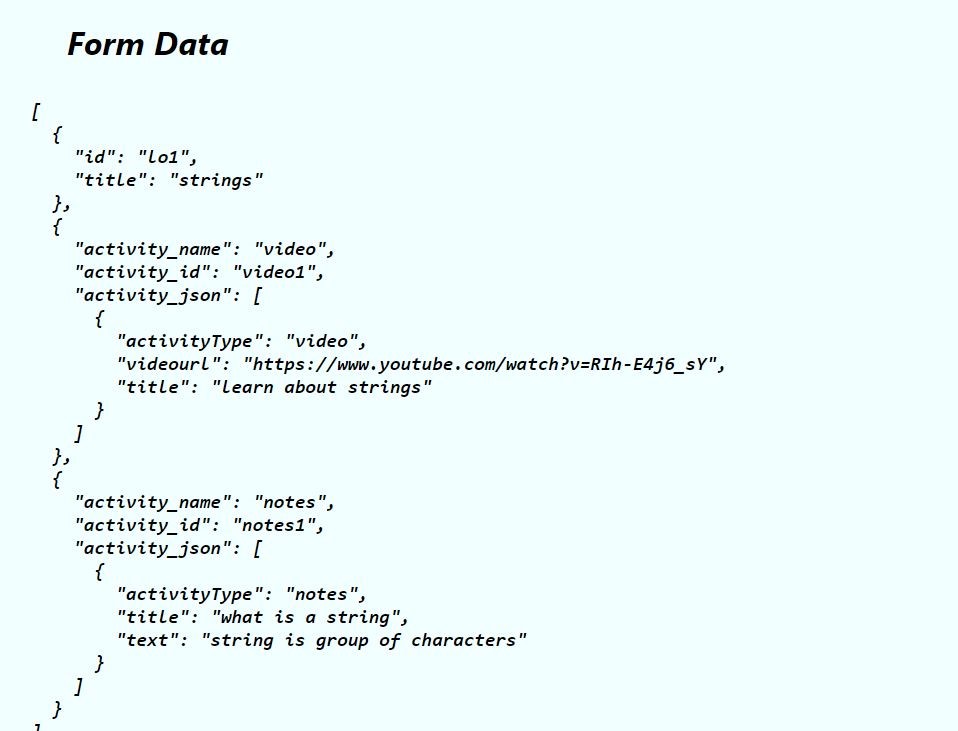 Form Data
[
  {
    "id": "lo1",
    "title": "strings"
  },
  {
    "activity_name": "video",
    "activity_id": "video1",
    "activity_json": [
      {
        "activityType": "video",
        "videourl": "https://www.youtube.com/watch?v=RIh-E4j6_sY",
        "title": "learn about strings"
      }
    ]
  },
  {
    "activity_name": "notes",
    "activity_id": "notes1",
    "activity_json": [
      {
        "activityType": "notes",
        "title": "what is a string",
        "text": "string is group of characters"
      }
    ]
  }
]